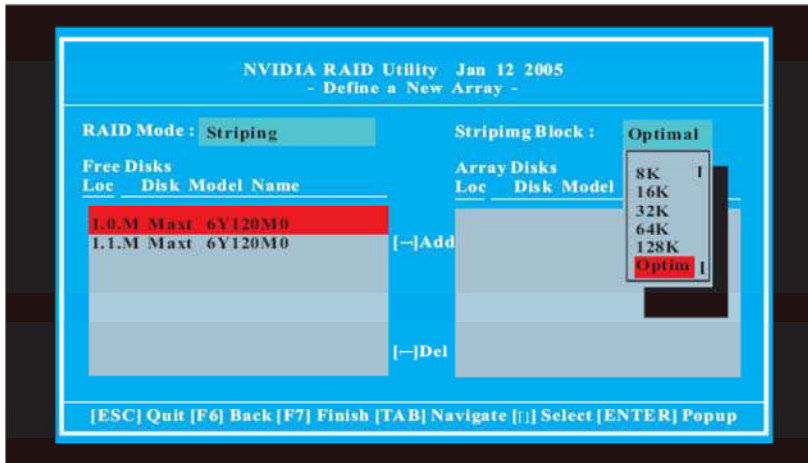 NVIDIA RAID Utility Jan 12 2005
- Define a New Array -
RAID Mode : Striping
Stripimg Block : Optimal
Free Disks
Loc Disk Model Name
Array Disks
Loc Disk Model
8K
16K
32K
64K
128K
Optim
1.0.M Maxt 6Y120M0
1.1.M Maxt 6Y120M0
[—]Add
[—]Del
[ESC] Quit [F6] Back [F7] Finish [TAB] Navigate [] Select [ENTER] Popup